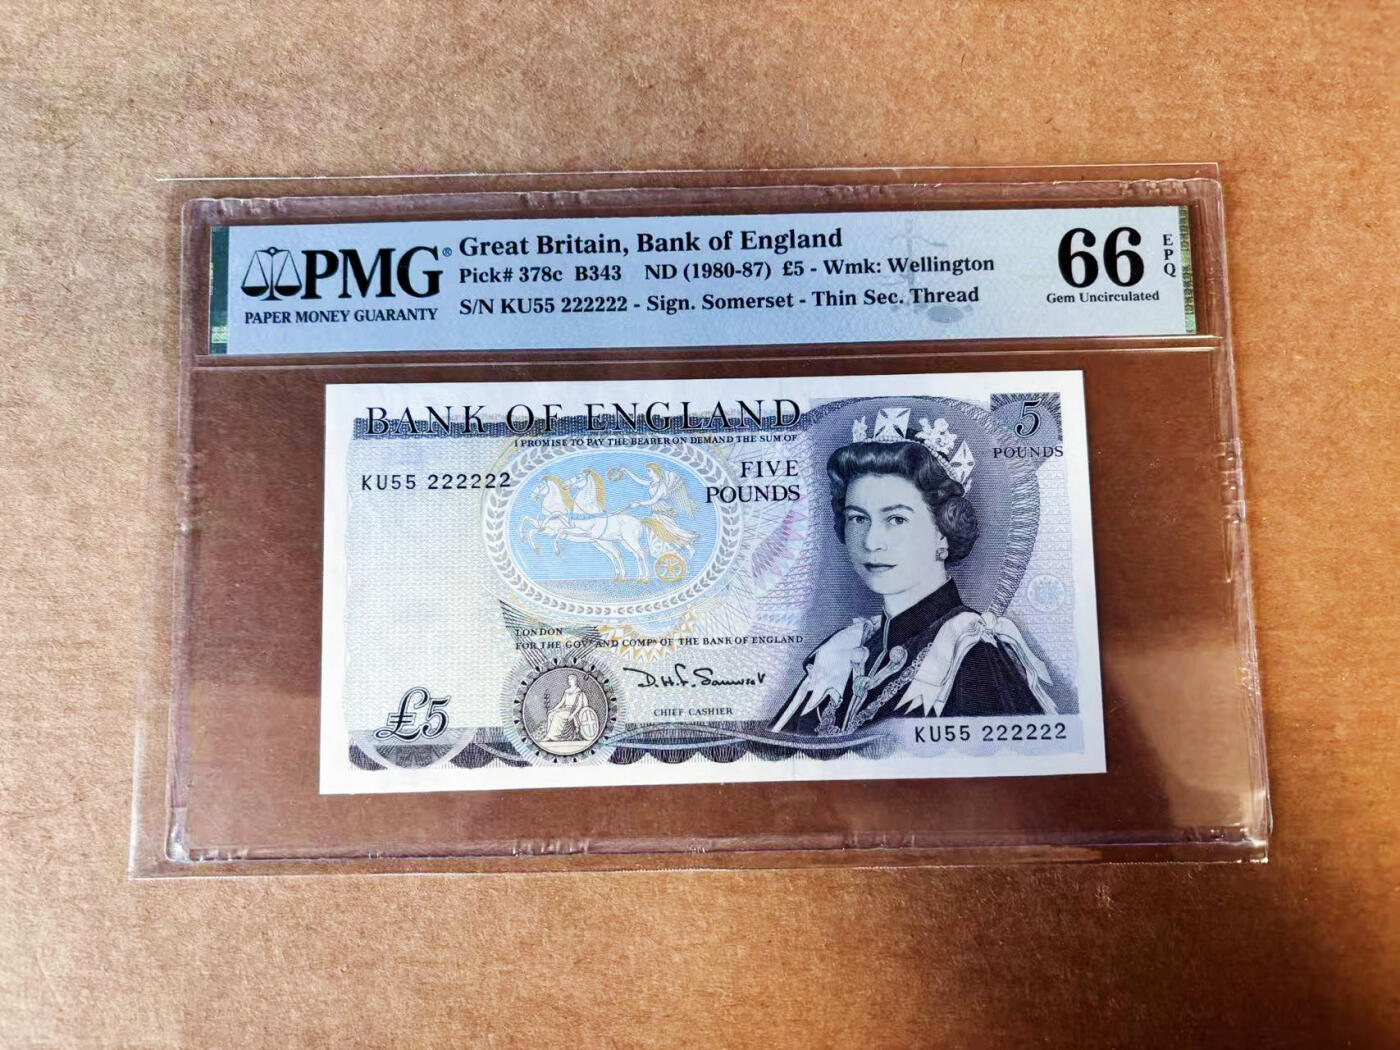 PMG®
PAPER MONEY GUARANTY
Great Britain, Bank of England
Pick# 378c B343 ND (1980-87) £5 - Wmk: Wellington
S/N KU55 222222 - Sign. Somerset - Thin Sec. Thread
66
EPQ
Gem Uncirculated
BANK OF ENGLAND
I PROMISE TO PAY THE BEARER ON DEMAND THE SUM OF
5
POUNDS
KU55 222222
FIVE
POUNDS
LONDON
FOR THE GOVR AND COMPA OF THE BANK OF ENGLAND
D.H.F. Somerset
CHIEF CASHIER
£5
KU55 222222